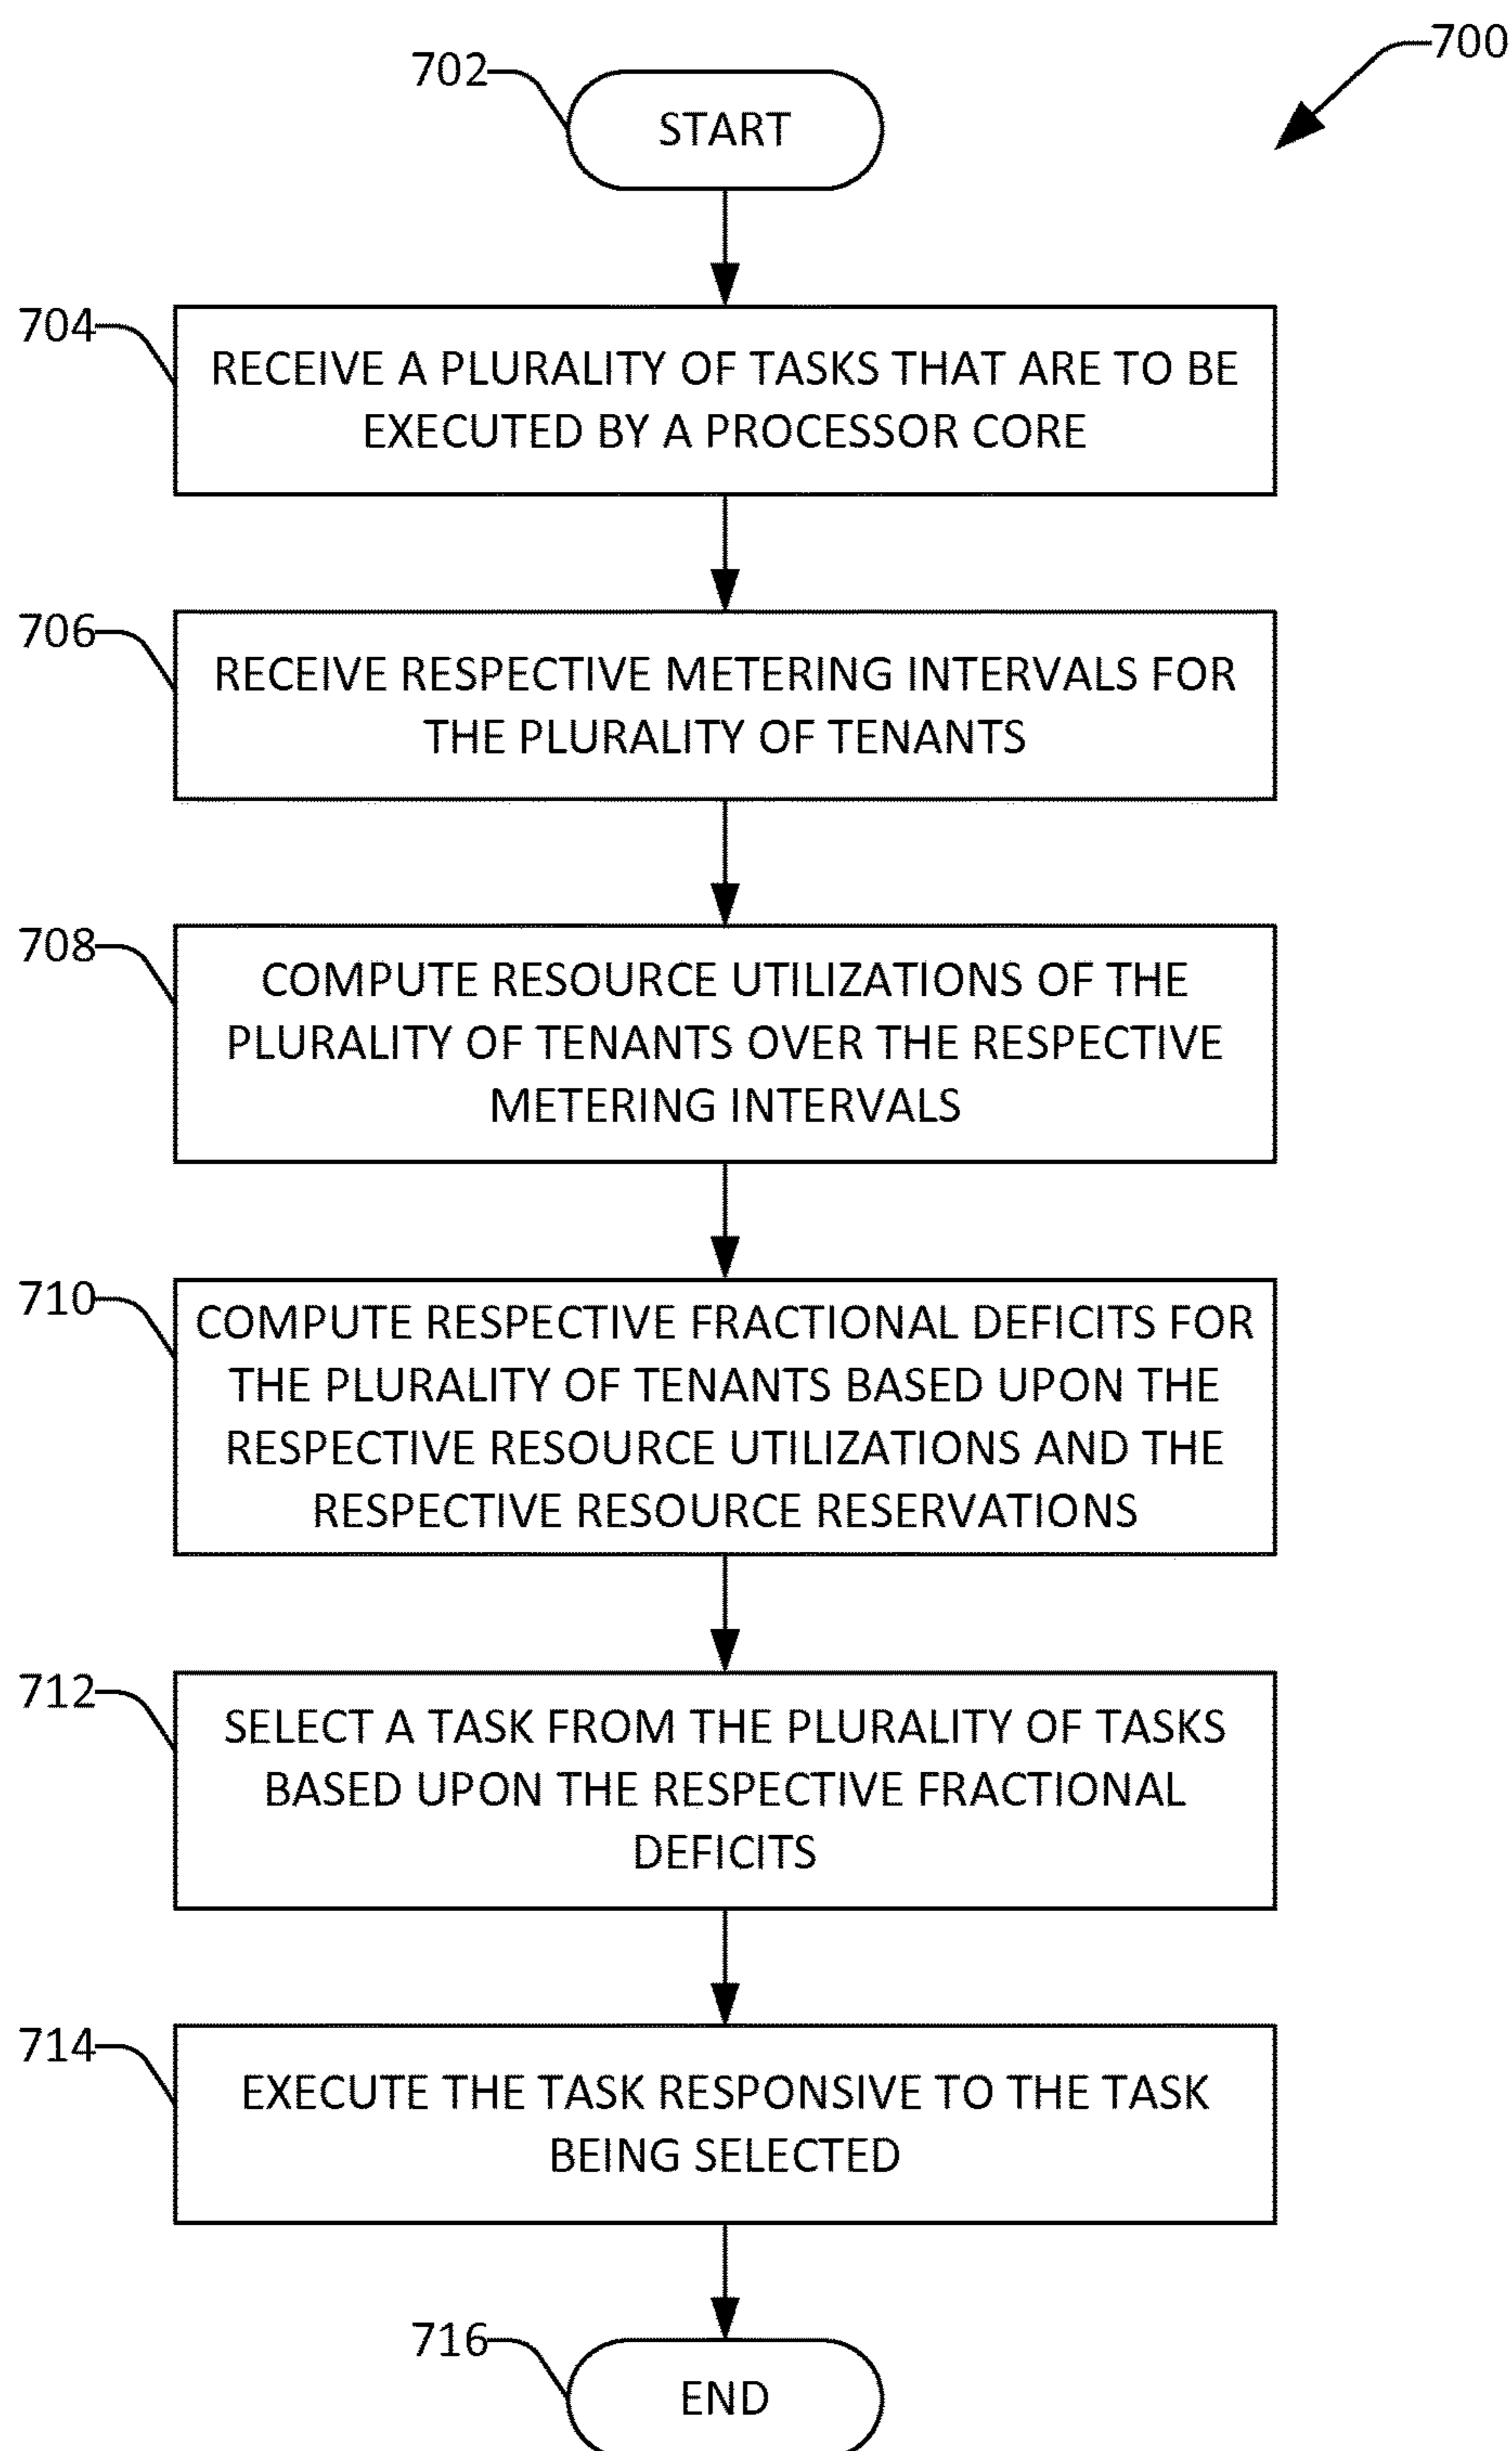 700
702
START
704
RECEIVE A PLURALITY OF TASKS THAT ARE TO BE
EXECUTED BY A PROCESSOR CORE
706
RECEIVE RESPECTIVE METERING INTERVALS FOR
THE PLURALITY OF TENANTS
708
COMPUTE RESOURCE UTILIZATIONS OF THE
PLURALITY OF TENANTS OVER THE RESPECTIVE
METERING INTERVALS
710
COMPUTE RESPECTIVE FRACTIONAL DEFICITS FOR
THE PLURALITY OF TENANTS BASED UPON THE
RESPECTIVE RESOURCE UTILIZATIONS AND THE
RESPECTIVE RESOURCE RESERVATIONS
712
SELECT A TASK FROM THE PLURALITY OF TASKS
BASED UPON THE RESPECTIVE FRACTIONAL
DEFICITS
714
EXECUTE THE TASK RESPONSIVE TO THE TASK
BEING SELECTED
716
END